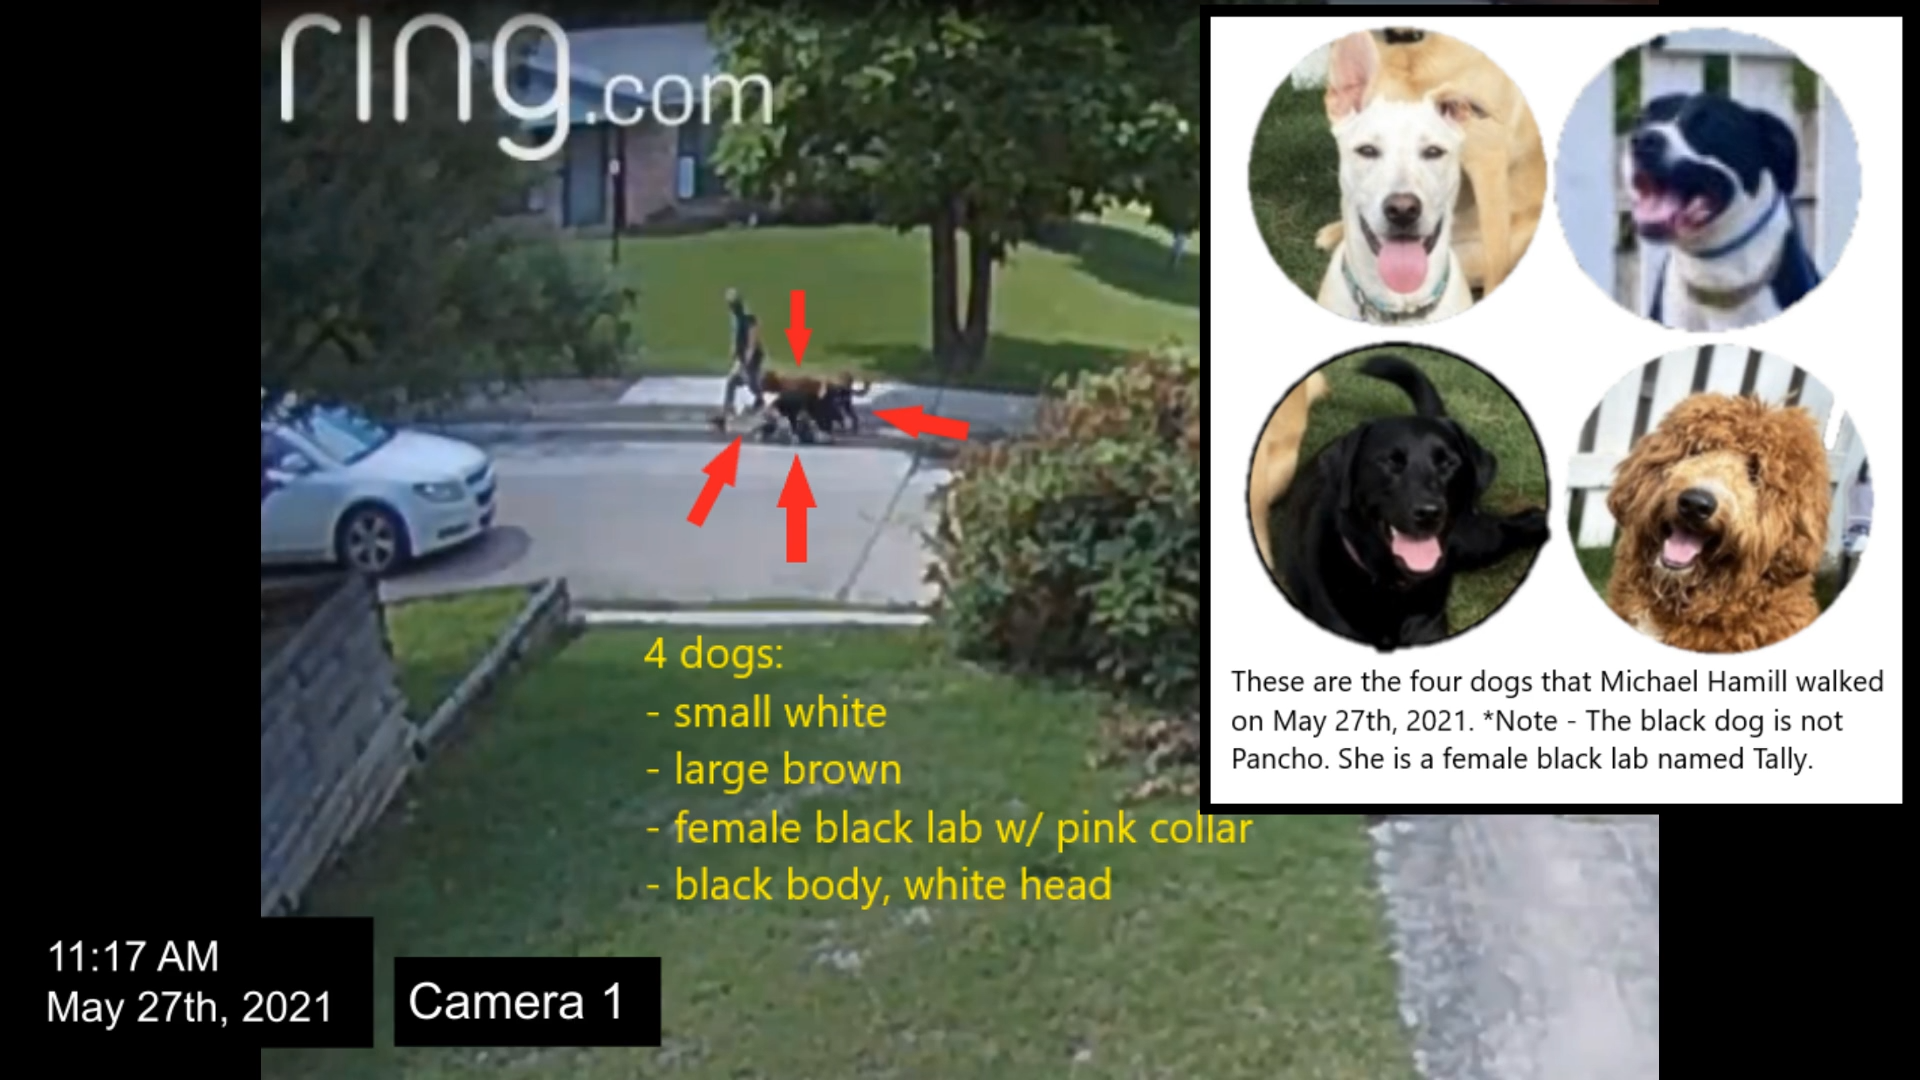 ring.com
These are the four dogs that Michael Hamill walked
on May 27th, 2021. *Note - The black dog is not
Pancho. She is a female black lab named Tally.
4 dogs:
- small white
- large brown
- female black lab w/ pink collar
- black body, white head
11:17 AM
May 27th, 2021
Camera 1